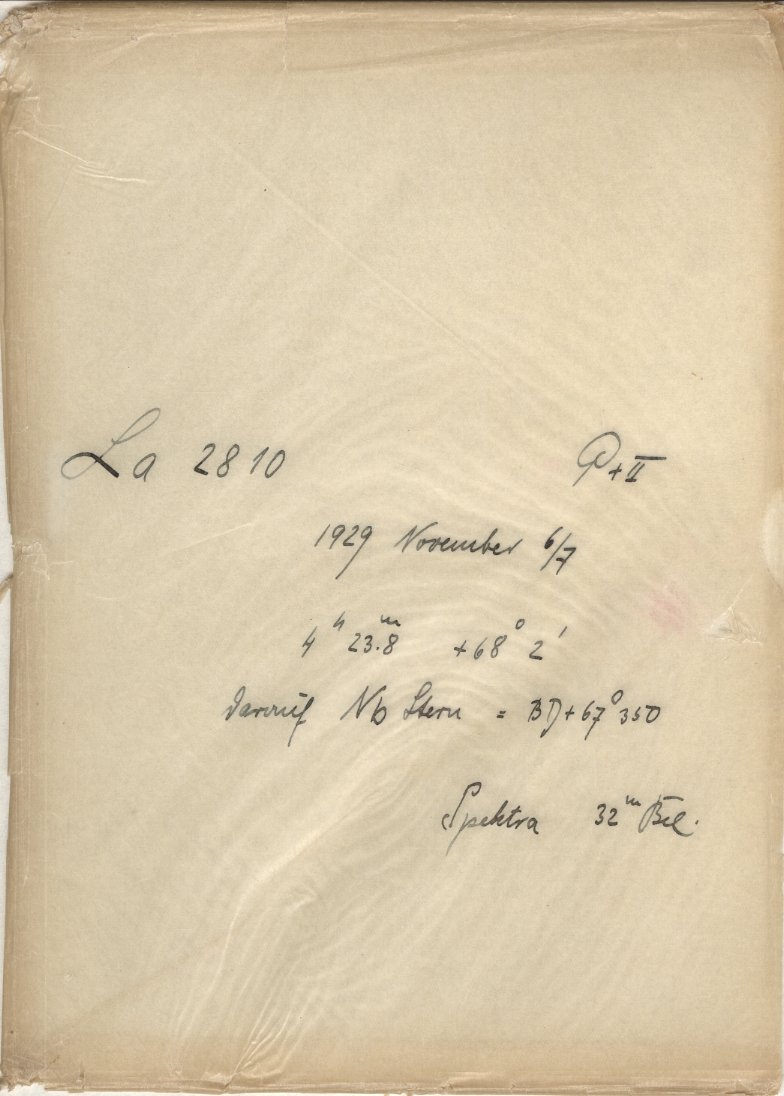 La 2810 P+II
1929 November 6/7
4h 23.8m +68° 2'
darauf Nb Stern = BD+67°350
Spektra 32m Bel.